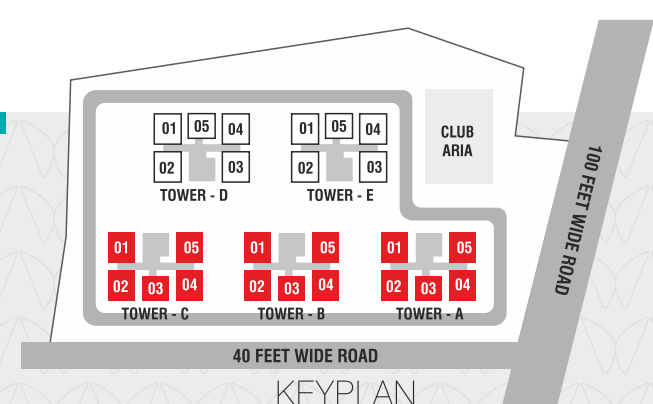 01 05 04 01 05 04
CLUB
ARIA
02 03 02 03
TOWER - D TOWER - E
100 FEET WIDE ROAD
01 05 01 05 01 05
02 03 04 02 03 04 02 03 04
TOWER - C TOWER - B TOWER - A
40 FEET WIDE ROAD
KEYPLAN